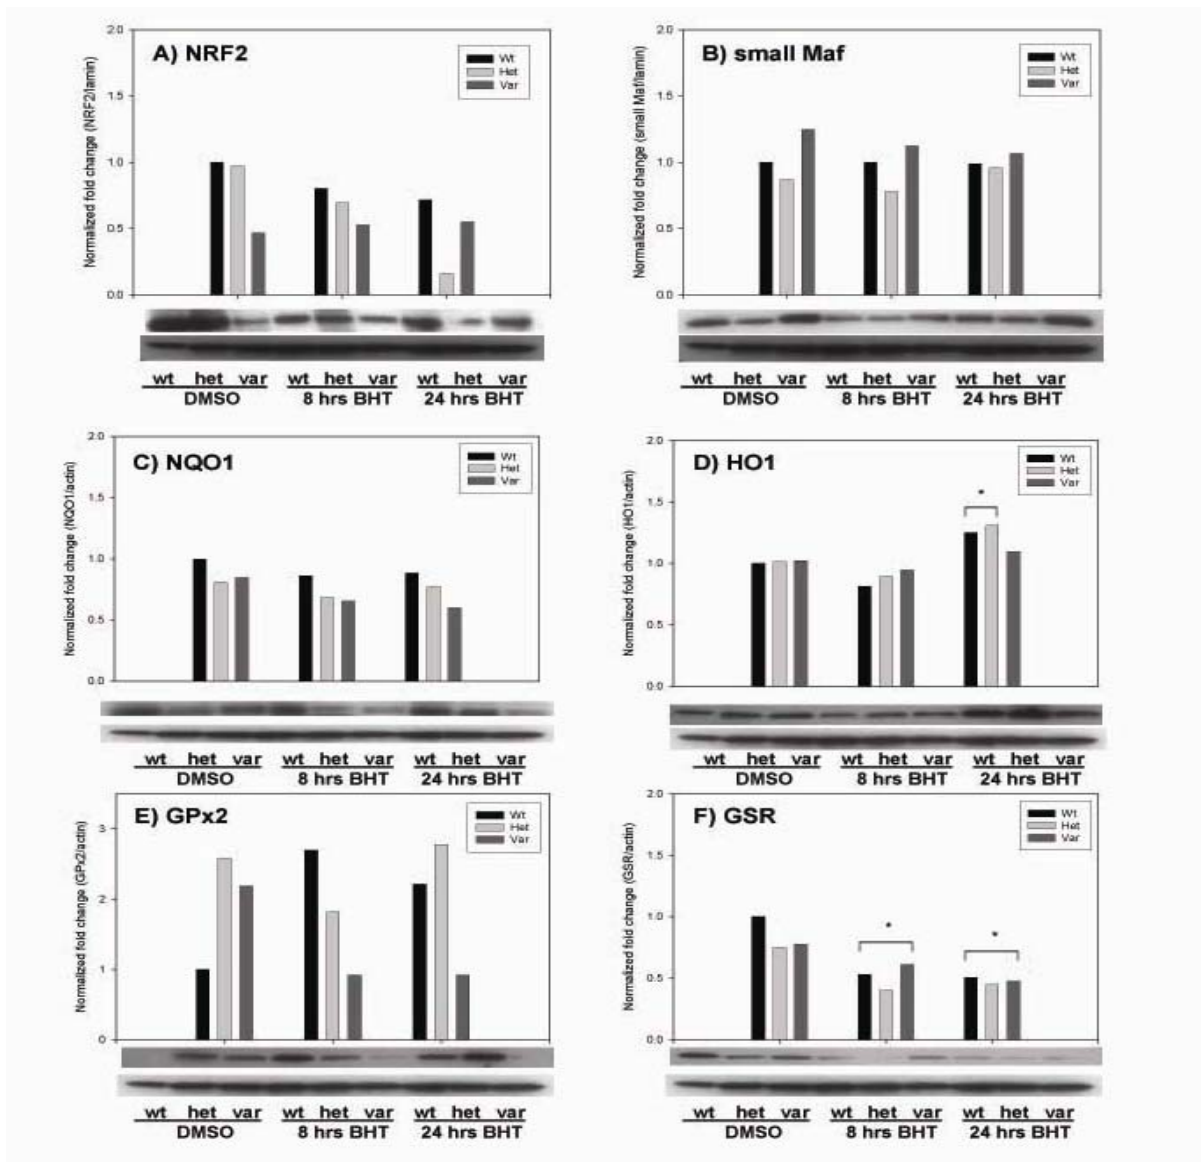 A) NRF2
Wt
Het
Var
Normalized fold change (NRF2/lamin)
2.0
1.5
1.0
0.5
0.0
wt het var wt het var wt het var
DMSO 8 hrs BHT 24 hrs BHT
B) small Maf
Wt
Het
Var
Normalized fold change (small Maf/lamin)
2.0
1.5
1.0
0.5
0.0
wt het var wt het var wt het var
DMSO 8 hrs BHT 24 hrs BHT
C) NQO1
Wt
Het
Var
Normalized fold change (NQO1/actin)
2.0
1.5
1.0
0.5
0.0
wt het var wt het var wt het var
DMSO 8 hrs BHT 24 hrs BHT
D) HO1
Wt
Het
Var
Normalized fold change (HO1/actin)
2.0
1.5
1.0
0.5
0.0
*
wt het var wt het var wt het var
DMSO 8 hrs BHT 24 hrs BHT
E) GPx2
Wt
Het
Var
Normalized fold change (GPx2/actin)
3
2
1
0
wt het var wt het var wt het var
DMSO 8 hrs BHT 24 hrs BHT
F) GSR
Wt
Het
Var
Normalized fold change (GSR/actin)
2.0
1.5
1.0
0.5
0.0
* *
wt het var wt het var wt het var
DMSO 8 hrs BHT 24 hrs BHT